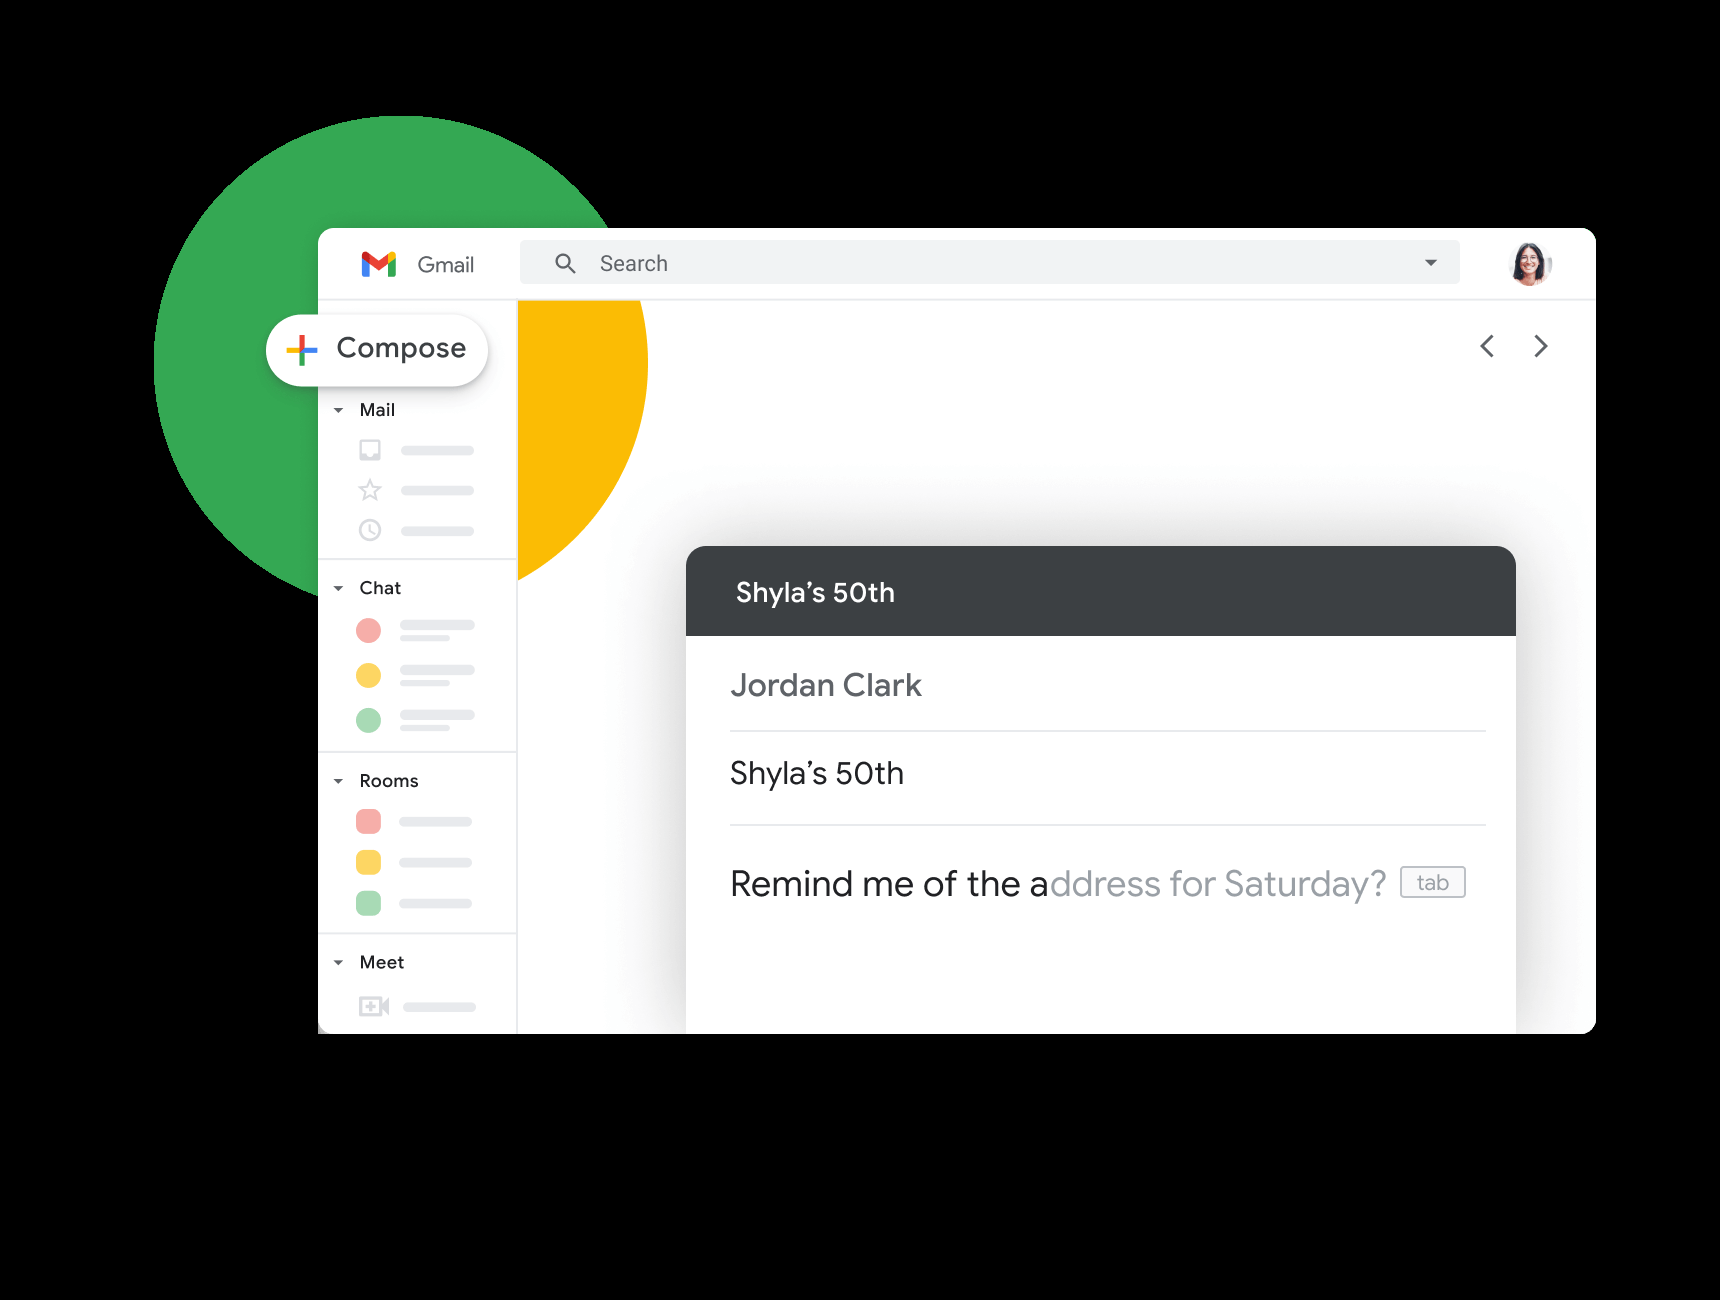 Gmail
Search
Compose
Mail
Chat
Rooms
Meet
Shyla’s 50th
Jordan Clark
Shyla’s 50th
Remind me of the address for Saturday? tab